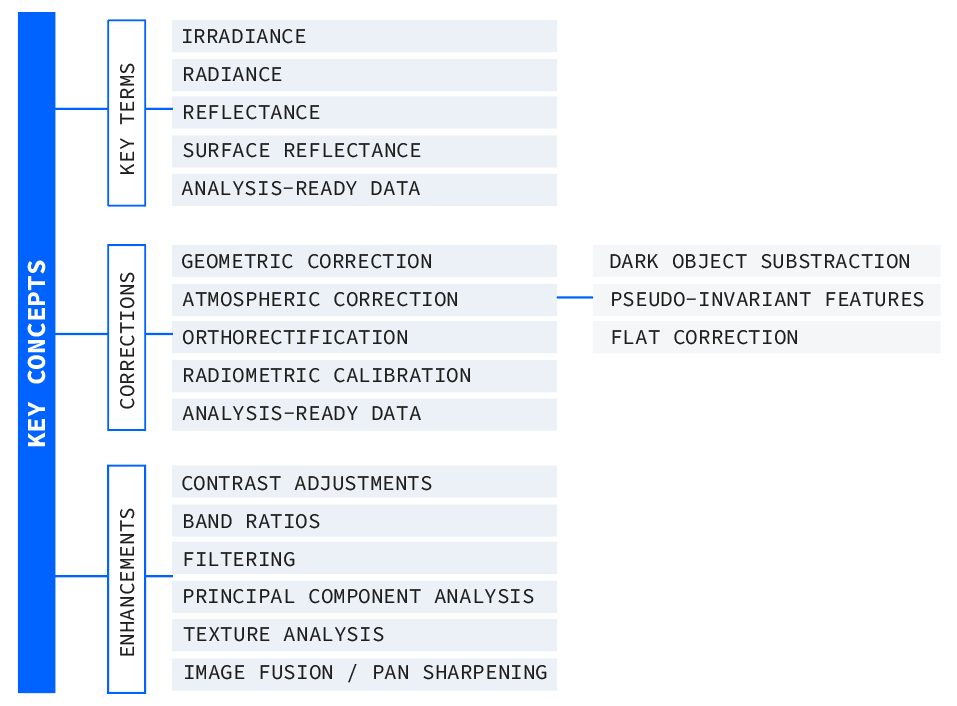 KEY CONCEPTS
KEY TERMS
IRRADIANCE
RADIANCE
REFLECTANCE
SURFACE REFLECTANCE
ANALYSIS-READY DATA
CORRECTIONS
GEOMETRIC CORRECTION
ATMOSPHERIC CORRECTION
ORTHORECTIFICATION
RADIOMETRIC CALIBRATION
ANALYSIS-READY DATA
DARK OBJECT SUBSTRACTION
PSEUDO-INVARIANT FEATURES
FLAT CORRECTION
ENHANCEMENTS
CONTRAST ADJUSTMENTS
BAND RATIOS
FILTERING
PRINCIPAL COMPONENT ANALYSIS
TEXTURE ANALYSIS
IMAGE FUSION / PAN SHARPENING